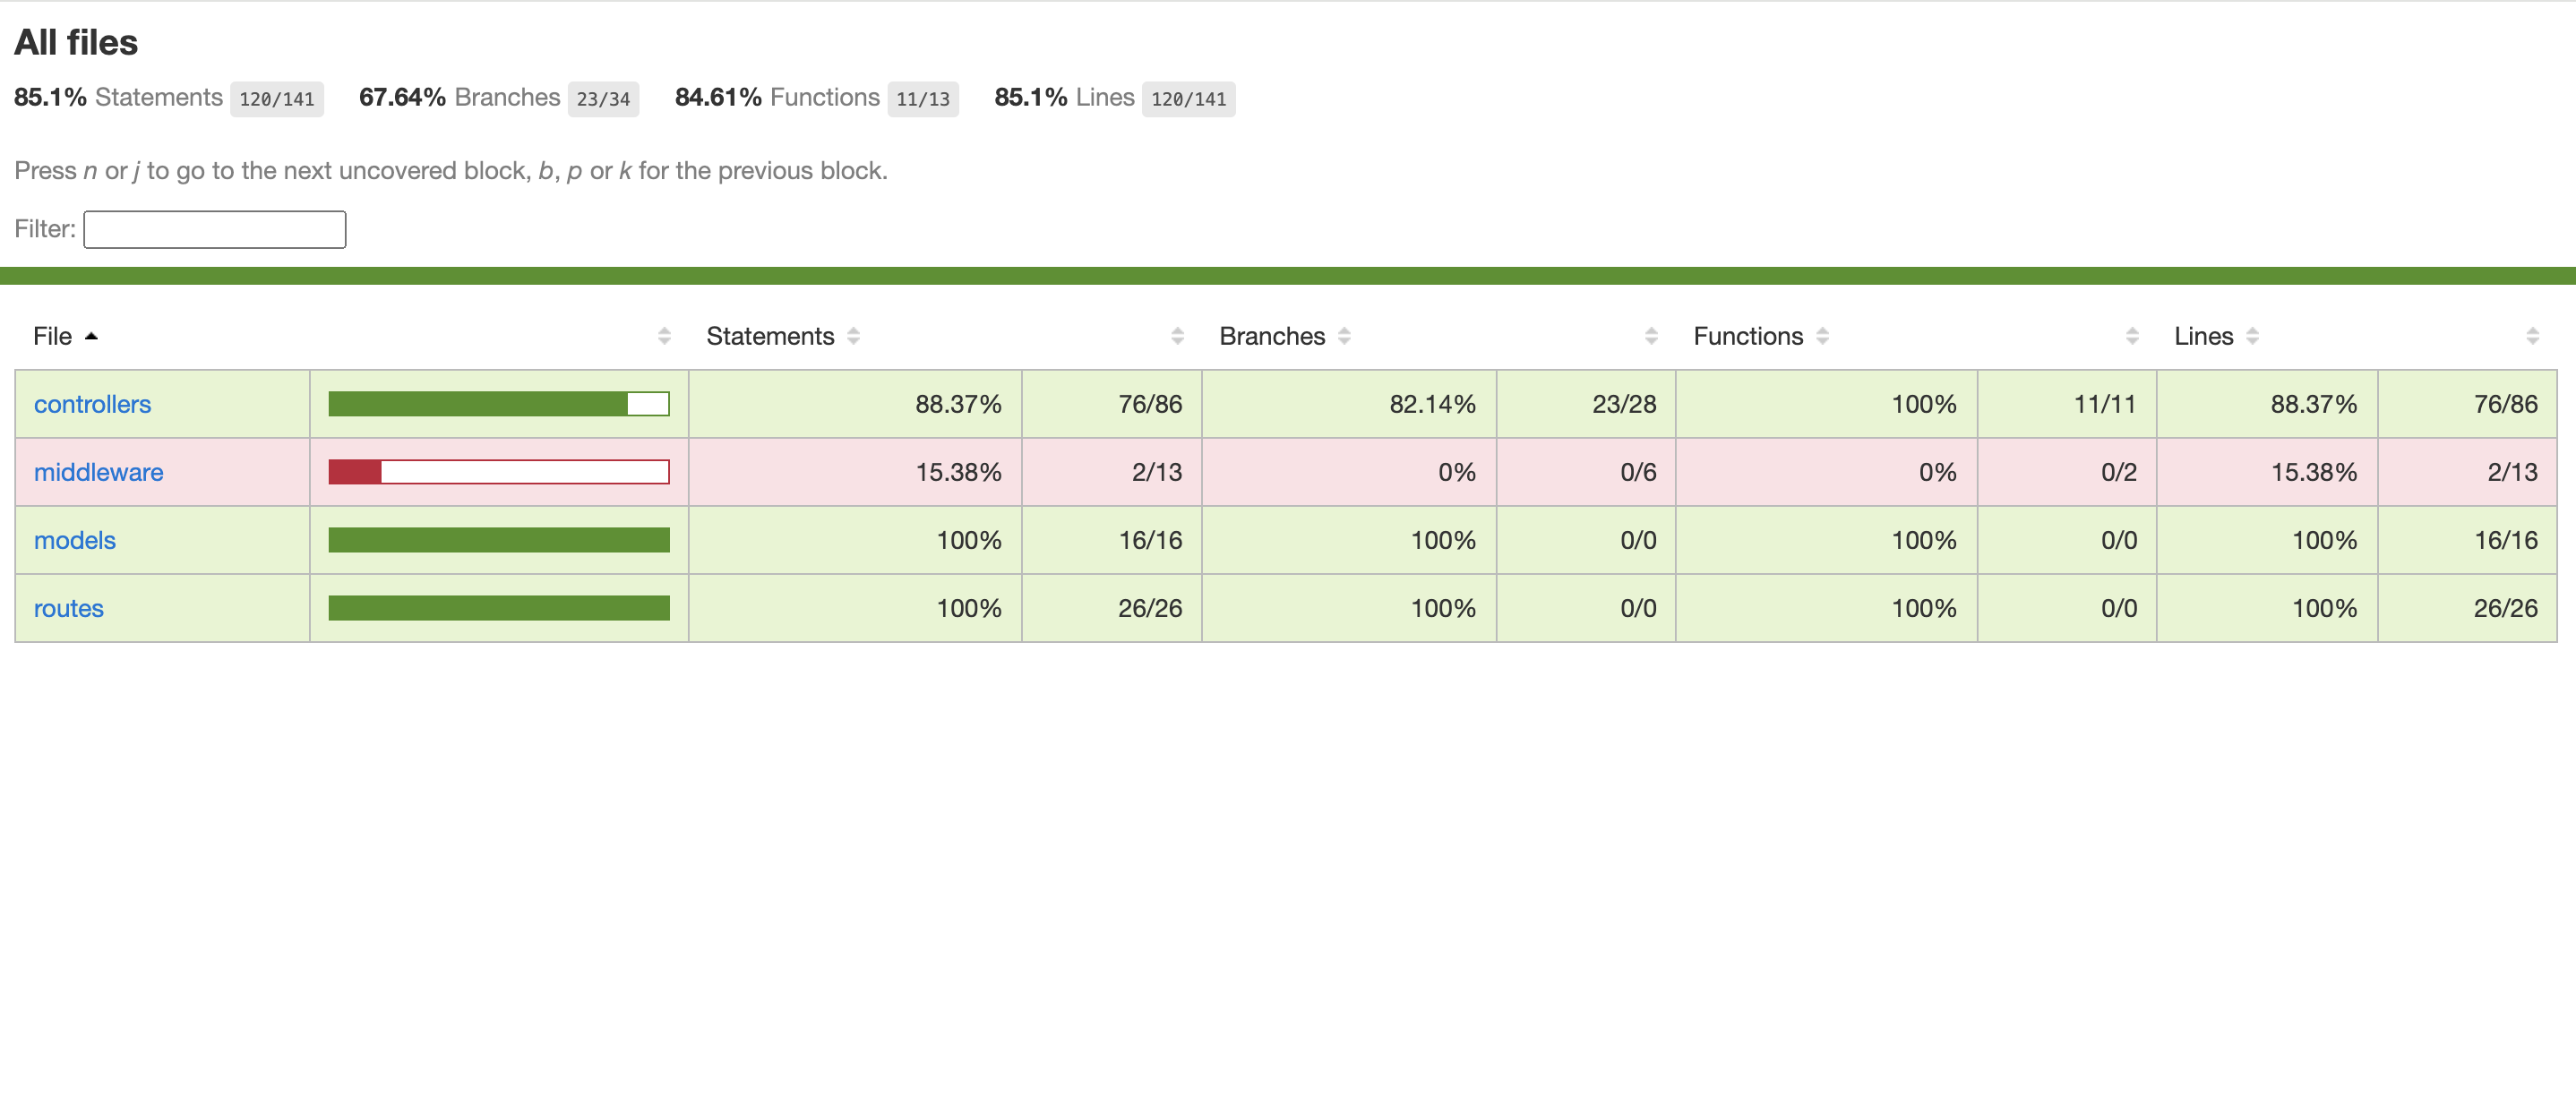 All files
85.1% Statements 120/141 67.64% Branches 23/34 84.61% Functions 11/13 85.1% Lines 120/141
Press n or j to go to the next uncovered block, b, p or k for the previous block.
Filter:
File Statements Branches Functions Lines
controllers 88.37% 76/86 82.14% 23/28 100% 11/11 88.37% 76/86
middleware 15.38% 2/13 0% 0/6 0% 0/2 15.38% 2/13
models 100% 16/16 100% 0/0 100% 0/0 100% 16/16
routes 100% 26/26 100% 0/0 100% 0/0 100% 26/26